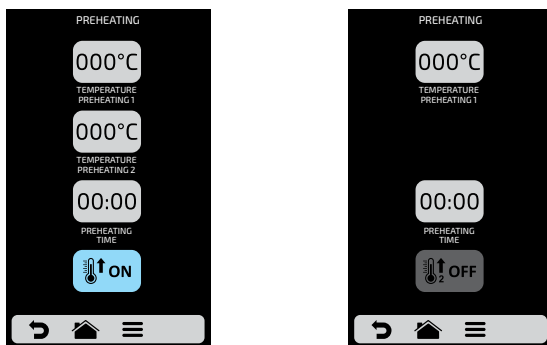 PREHEATING
000°C
TEMPERATURE
PREHEATING 1
000°C
TEMPERATURE
PREHEATING 2
00:00
PREHEATING
TIME
ON
PREHEATING
000°C
TEMPERATURE
PREHEATING 1
00:00
PREHEATING
TIME
2 OFF